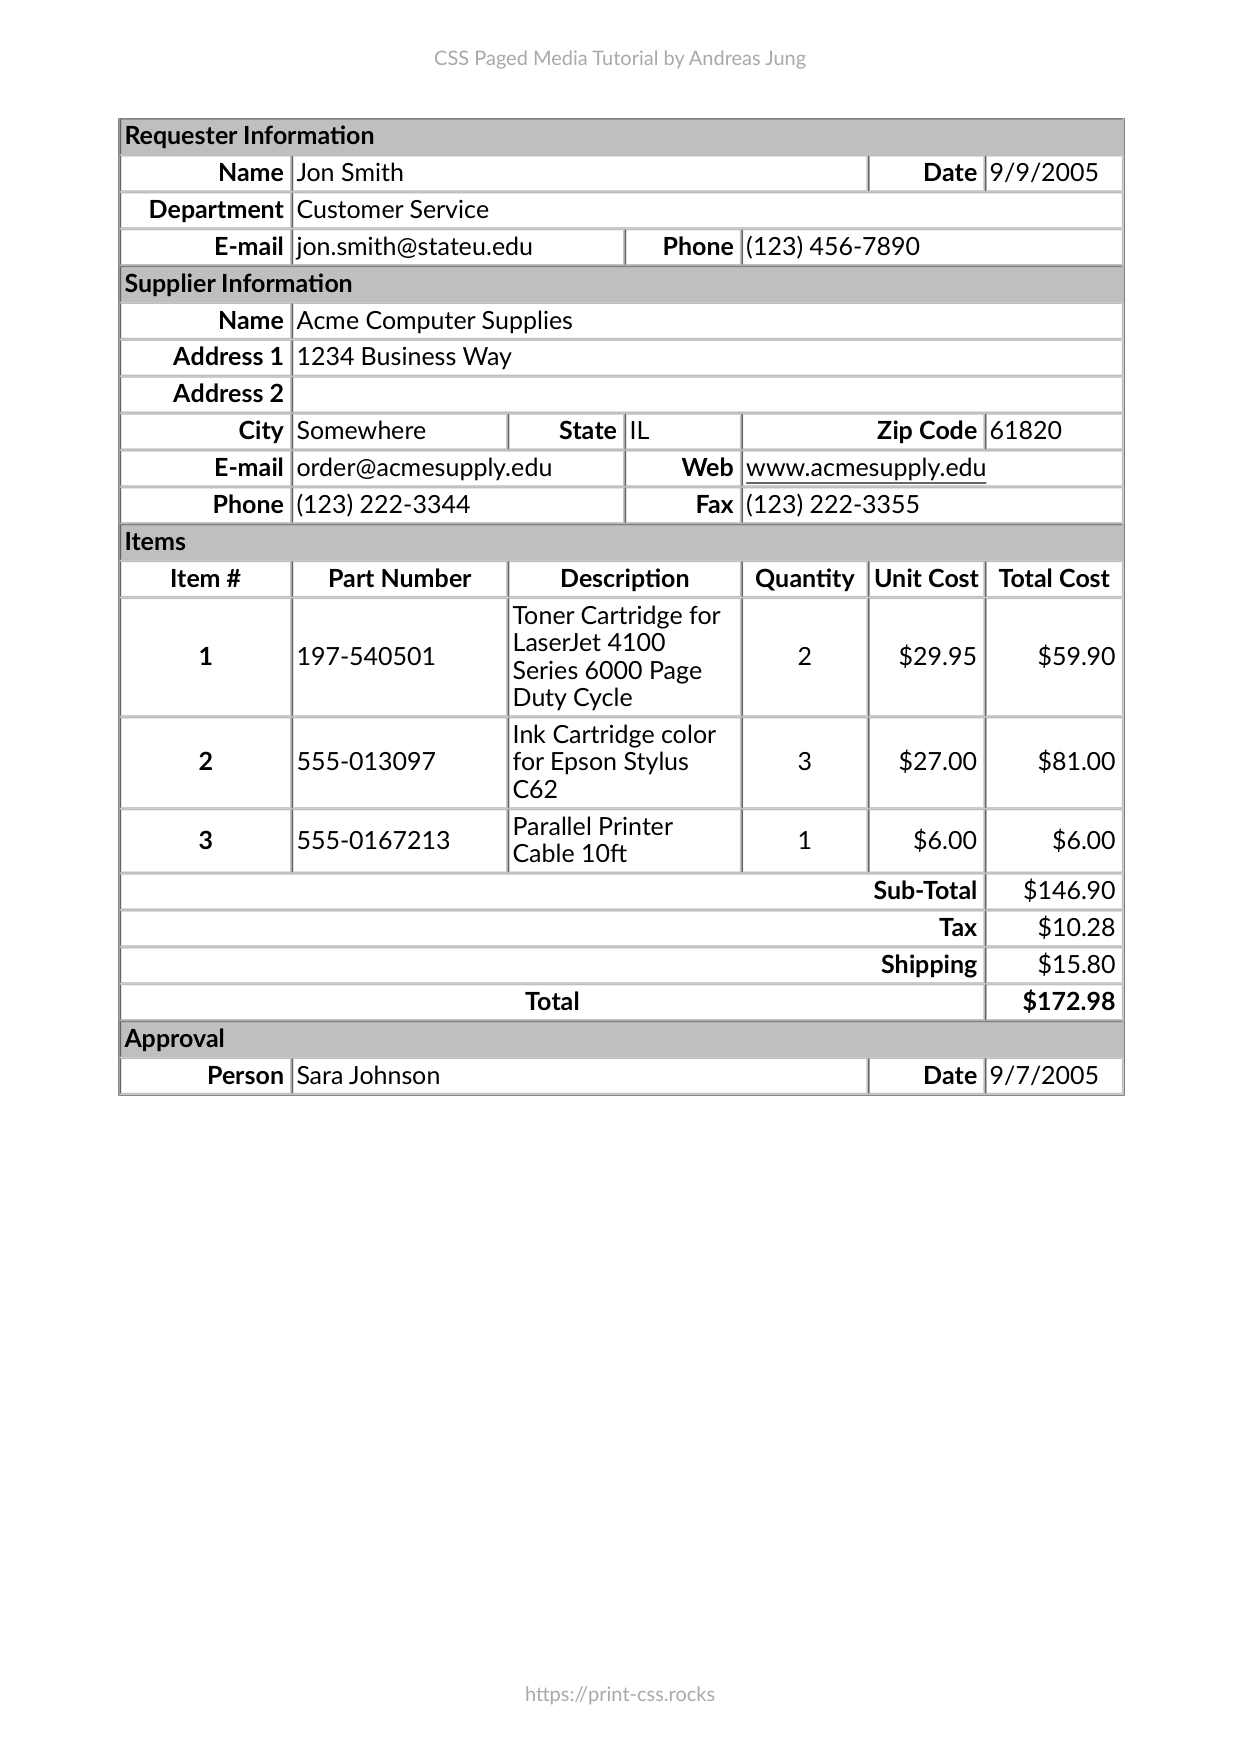 CSS Paged Media Tutorial by Andreas Jung
Requester Information
Name Jon Smith Date 9/9/2005
Department Customer Service
E-mail jon.smith@stateu.edu Phone (123) 456-7890
Supplier Information
Name Acme Computer Supplies
Address 1 1234 Business Way
Address 2
City Somewhere State IL Zip Code 61820
E-mail order@acmesupply.edu Web www.acmesupply.edu
Phone (123) 222-3344 Fax (123) 222-3355
Items
Item # Part Number Description Quantity Unit Cost Total Cost
1 197-540501 Toner Cartridge for
LaserJet 4100
Series 6000 Page
Duty Cycle 2 $29.95 $59.90
2 555-013097 Ink Cartridge color
for Epson Stylus
C62 3 $27.00 $81.00
3 555-0167213 Parallel Printer
Cable 10ft 1 $6.00 $6.00
Sub-Total $146.90
Tax $10.28
Shipping $15.80
Total $172.98
Approval
Person Sara Johnson Date 9/7/2005
https://print-css.rocks